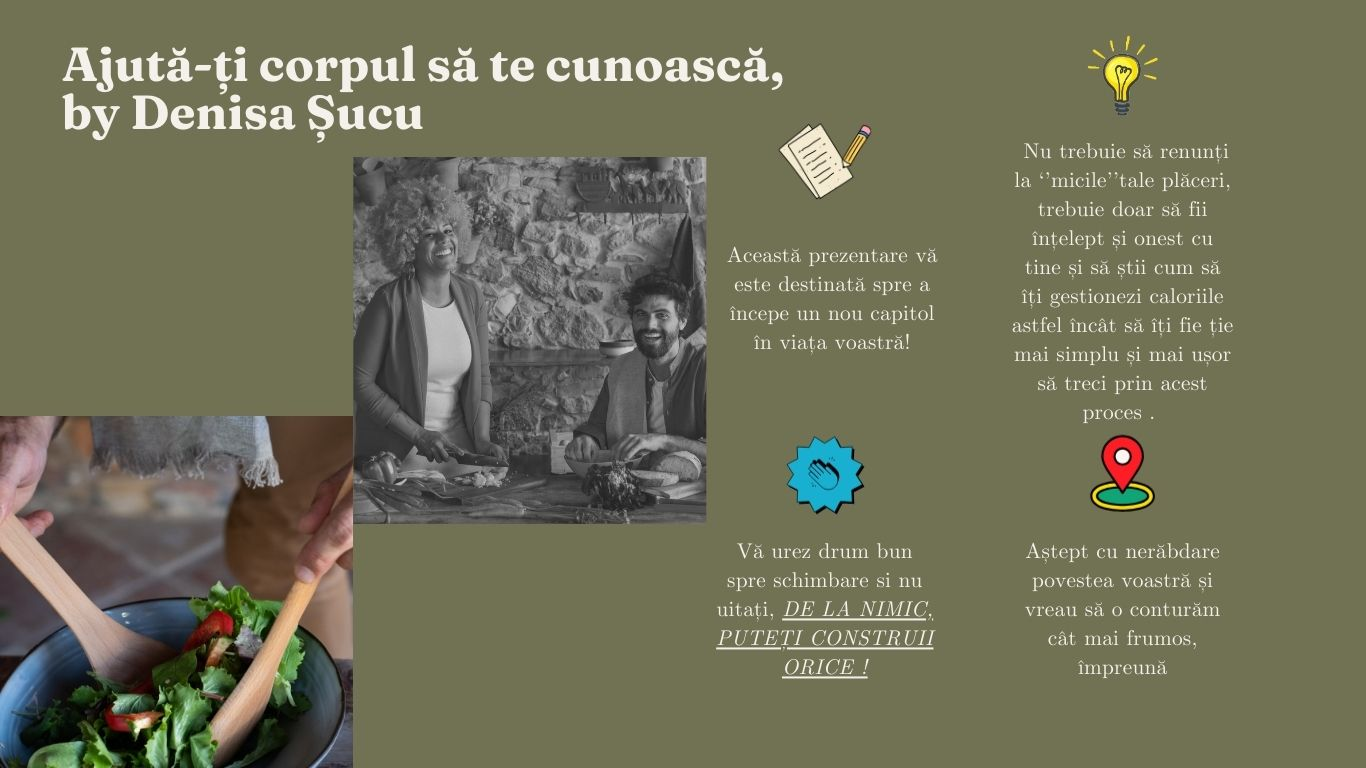 Ajută-ți corpul să te cunoască,
by Denisa Șucu
Această prezentare vă
este destinată spre a
începe un nou capitol
în viața voastră!
Nu trebuie să renunți
la ‘’micile’’tale plăceri,
trebuie doar să fii
înțelept și onest cu
tine și să știi cum să
îți gestionezi caloriile
astfel încât să îți fie ție
mai simplu și mai ușor
să treci prin acest
proces .
Vă urez drum bun
spre schimbare si nu
uitați, DE LA NIMIC,
PUTEȚI CONSTRUII
ORICE !
Aștept cu nerăbdare
povestea voastră și
vreau să o conturăm
cât mai frumos,
împreună